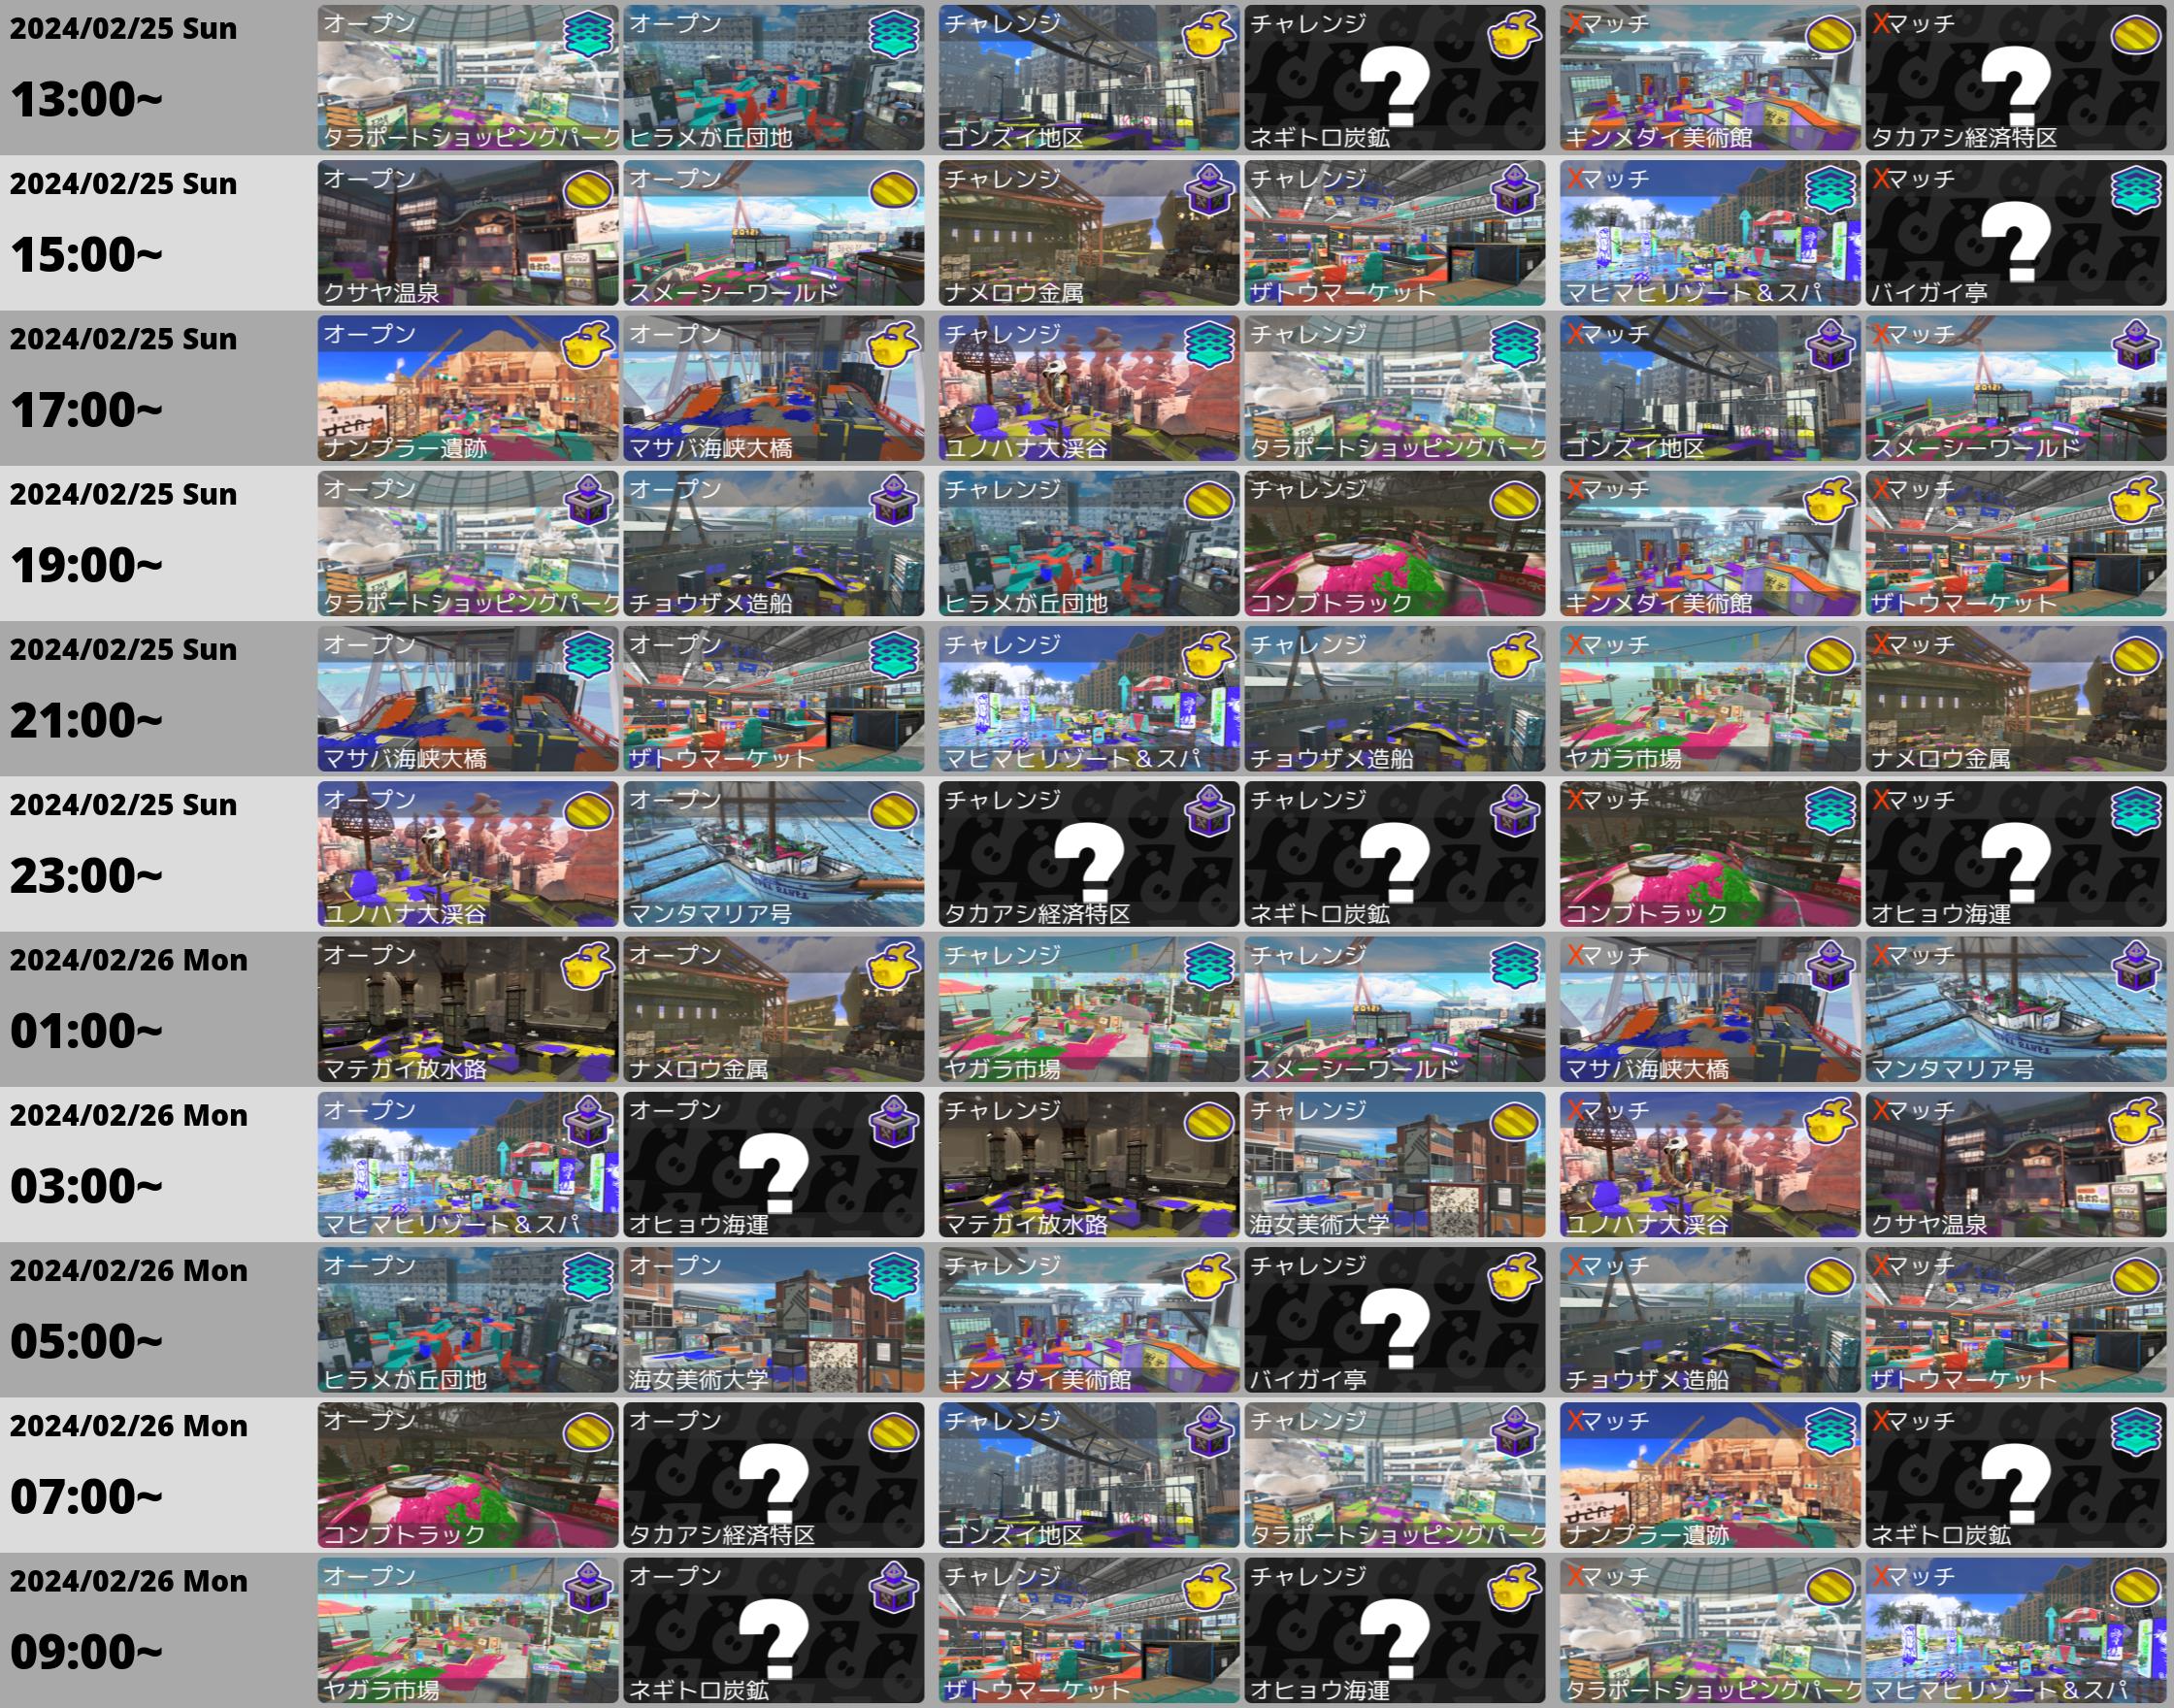 2024/02/25 Sun
13:00~
オープン オープン チャレンジ チャレンジ Xマッチ Xマッチ
タラポートショッピングパーク ヒラメが丘団地 ゴンズイ地区 ネギトロ炭鉱 キンメダイ美術館 タカアシ経済特区
2024/02/25 Sun
15:00~
オープン オープン チャレンジ チャレンジ Xマッチ Xマッチ
クサヤ温泉 スメーシーワールド ナメロウ金属 ザトウマーケット マヒマヒリゾート＆スパ バイガイ亭
2024/02/25 Sun
17:00~
オープン オープン チャレンジ チャレンジ Xマッチ Xマッチ
ナンプラー遺跡 マサバ海峡大橋 ユノハナ大渓谷 タラポートショッピングパーク ゴンズイ地区 スメーシーワールド
2024/02/25 Sun
19:00~
オープン オープン チャレンジ チャレンジ Xマッチ Xマッチ
タラポートショッピングパーク チョウザメ造船 ヒラメが丘団地 コンブトラック キンメダイ美術館 ザトウマーケット
2024/02/25 Sun
21:00~
オープン オープン チャレンジ チャレンジ Xマッチ Xマッチ
マサバ海峡大橋 ザトウマーケット マヒマヒリゾート＆スパ チョウザメ造船 ヤガラ市場 ナメロウ金属
2024/02/25 Sun
23:00~
オープン オープン チャレンジ チャレンジ Xマッチ Xマッチ
ユノハナ大渓谷 マンタマリア号 タカアシ経済特区 ネギトロ炭鉱 コンブトラック オヒョウ海運
2024/02/26 Mon
01:00~
オープン オープン チャレンジ チャレンジ Xマッチ Xマッチ
マテガイ放水路 ナメロウ金属 ヤガラ市場 スメーシーワールド マサバ海峡大橋 マンタマリア号
2024/02/26 Mon
03:00~
オープン オープン チャレンジ チャレンジ Xマッチ Xマッチ
マヒマヒリゾート＆スパ オヒョウ海運 マテガイ放水路 海女美術大学 ユノハナ大渓谷 クサヤ温泉
2024/02/26 Mon
05:00~
オープン オープン チャレンジ チャレンジ Xマッチ Xマッチ
ヒラメが丘団地 海女美術大学 キンメダイ美術館 バイガイ亭 チョウザメ造船 ザトウマーケット
2024/02/26 Mon
07:00~
オープン オープン チャレンジ チャレンジ Xマッチ Xマッチ
コンブトラック タカアシ経済特区 ゴンズイ地区 タラポートショッピングパーク ナンプラー遺跡 ネギトロ炭鉱
2024/02/26 Mon
09:00~
オープン オープン チャレンジ チャレンジ Xマッチ Xマッチ
ヤガラ市場 ネギトロ炭鉱 ザトウマーケット オヒョウ海運 タラポートショッピングパーク マヒマヒリゾート＆スパ